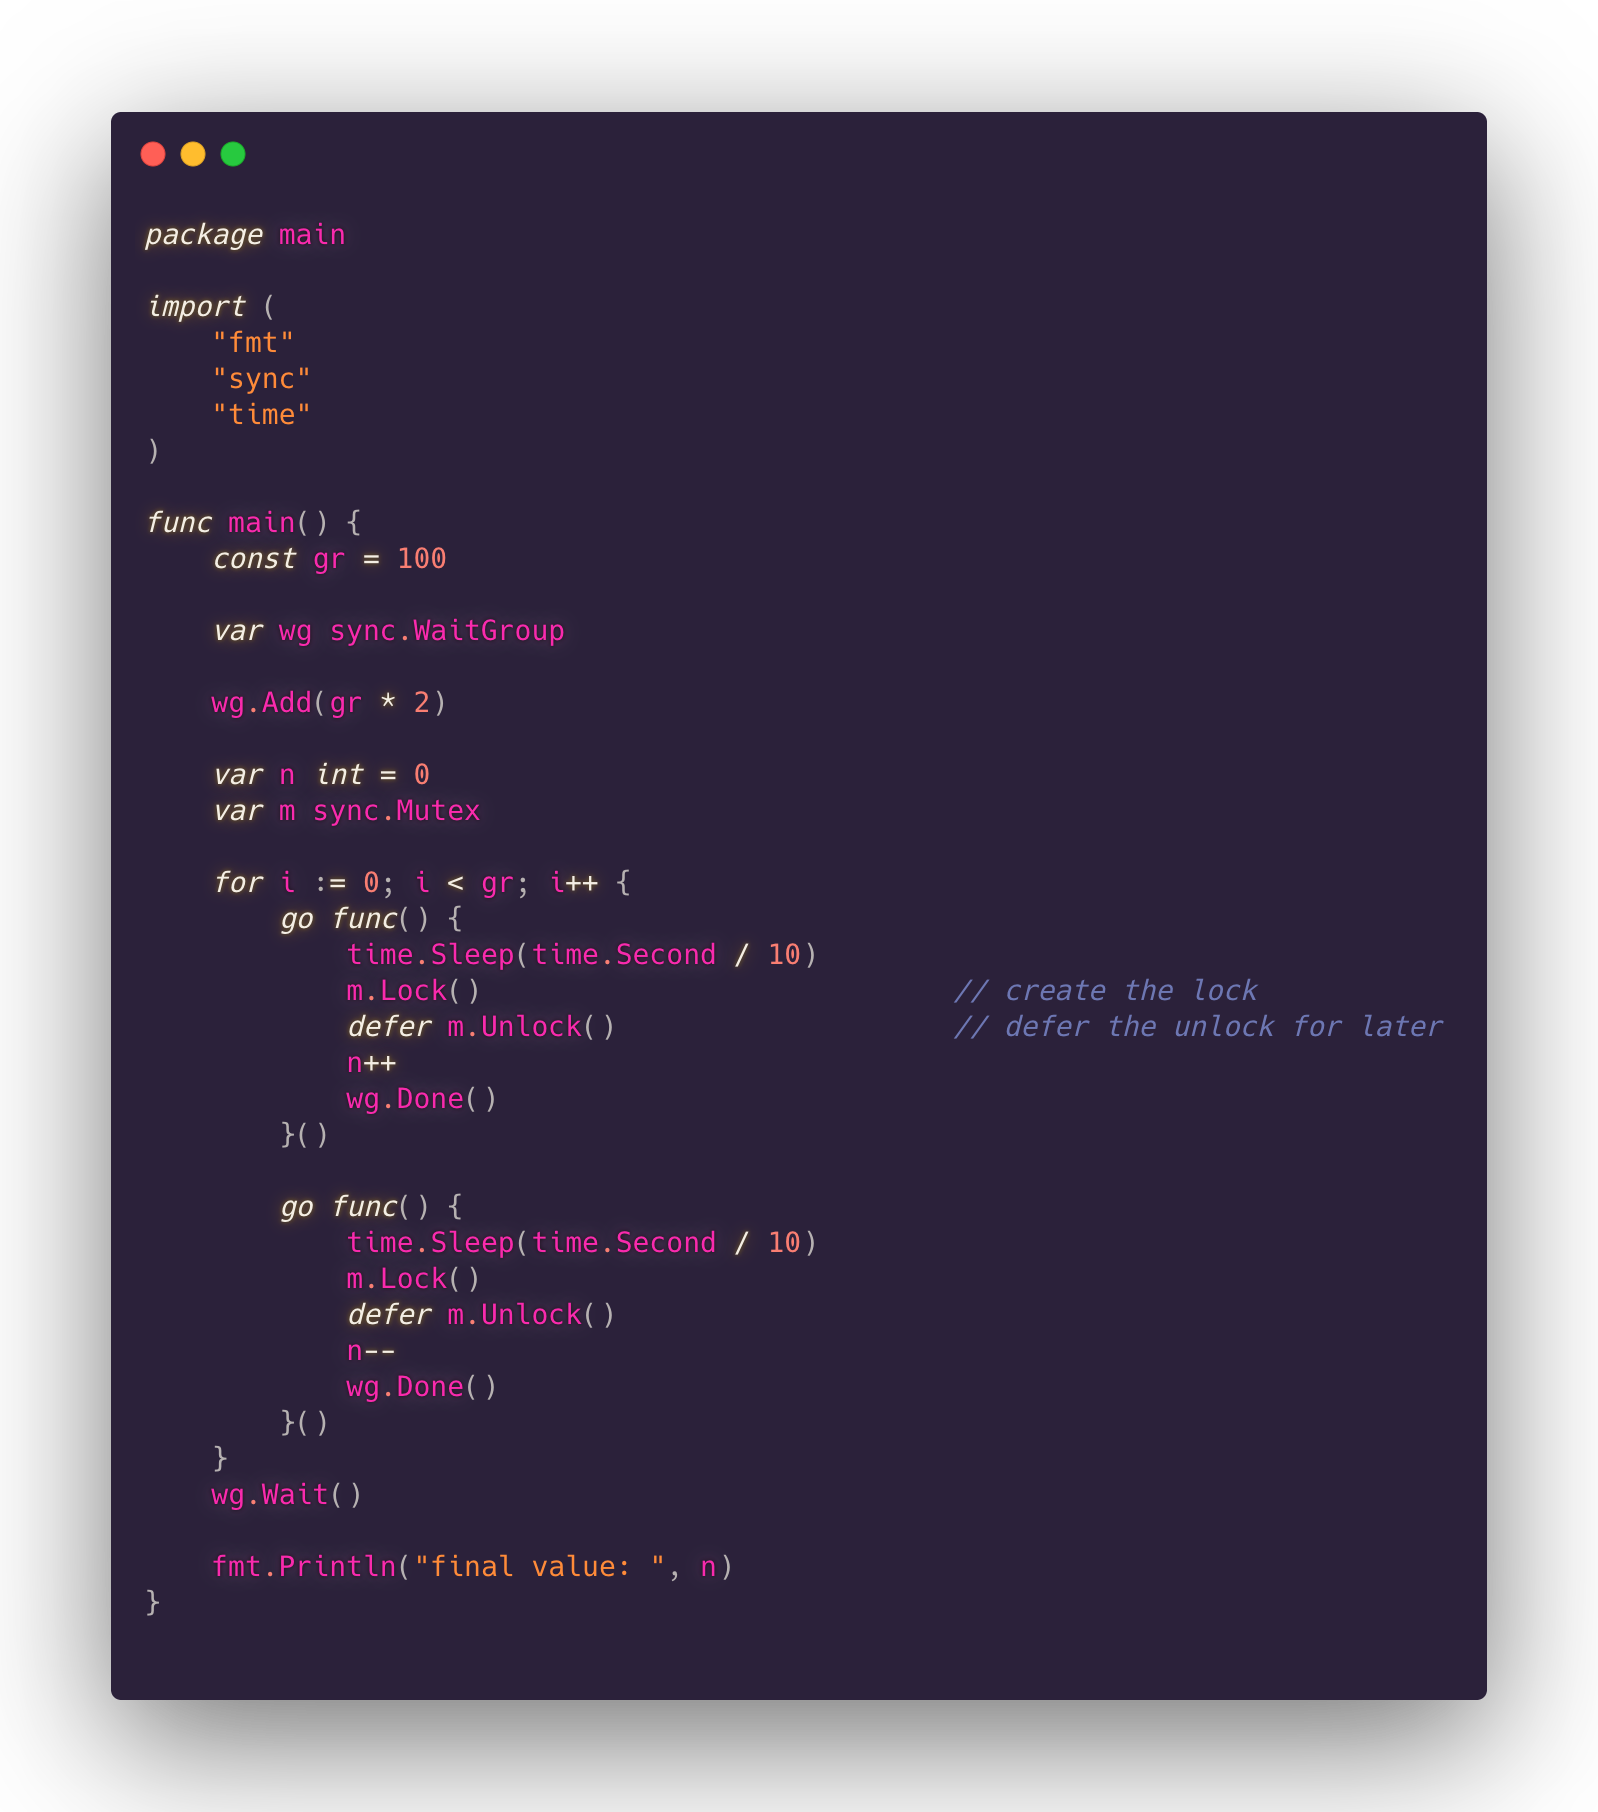 package main

import (
    "fmt"
    "sync"
    "time"
)

func main() {
    const gr = 100

    var wg sync.WaitGroup

    wg.Add(gr * 2)

    var n int = 0
    var m sync.Mutex

    for i := 0; i < gr; i++ {
        go func() {
            time.Sleep(time.Second / 10)
            m.Lock()                            // create the lock
            defer m.Unlock()                    // defer the unlock for later
            n++
            wg.Done()
        }()

        go func() {
            time.Sleep(time.Second / 10)
            m.Lock()
            defer m.Unlock()
            n--
            wg.Done()
        }()
    }
    wg.Wait()

    fmt.Println("final value: ", n)
}